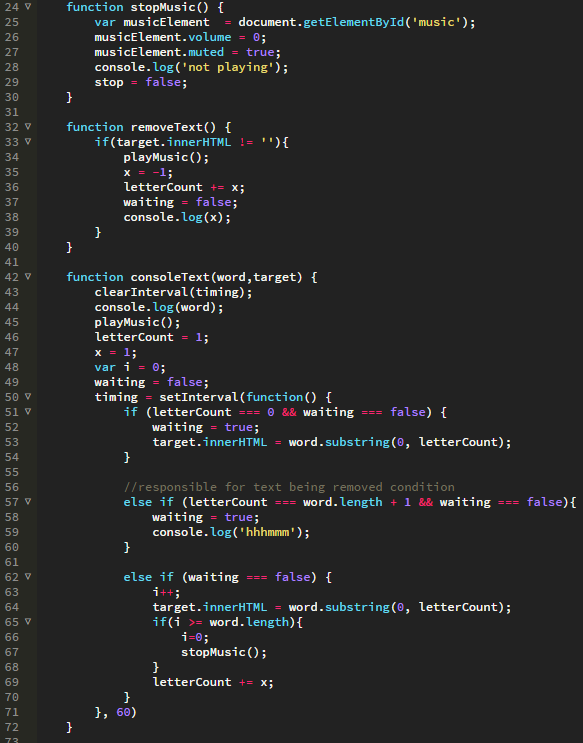 24 ▽ function stopMusic() {
25 var musicElement  = document.getElementById('music');
26 musicElement.volume = 0;
27 musicElement.muted = true;
28 console.log('not playing');
29 stop = false;
30 }
31
32 ▽ function removeText() {
33 ▽ if(target.innerHTML != ''){
34 playMusic();
35 x = -1;
36 letterCount += x;
37 waiting = false;
38 console.log(x);
39 }
40 }
41
42 ▽ function consoleText(word,target) {
43 clearInterval(timing);
44 console.log(word);
45 playMusic();
46 letterCount = 1;
47 x = 1;
48 var i = 0;
49 waiting = false;
50 ▽ timing = setInterval(function() {
51 ▽ if (letterCount === 0 && waiting === false) {
52 waiting = true;
53 target.innerHTML = word.substring(0, letterCount);
54 }
55
56 //responsible for text being removed condition
57 ▽ else if (letterCount === word.length + 1 && waiting === false){
58 waiting = true;
59 console.log('hhhmmm');
60 }
61
62 ▽ else if (waiting === false) {
63 i++;
64 target.innerHTML = word.substring(0, letterCount);
65 ▽ if(i >= word.length){
66 i=0;
67 stopMusic();
68 }
69 letterCount += x;
70 }
71 }, 60)
72 }
73